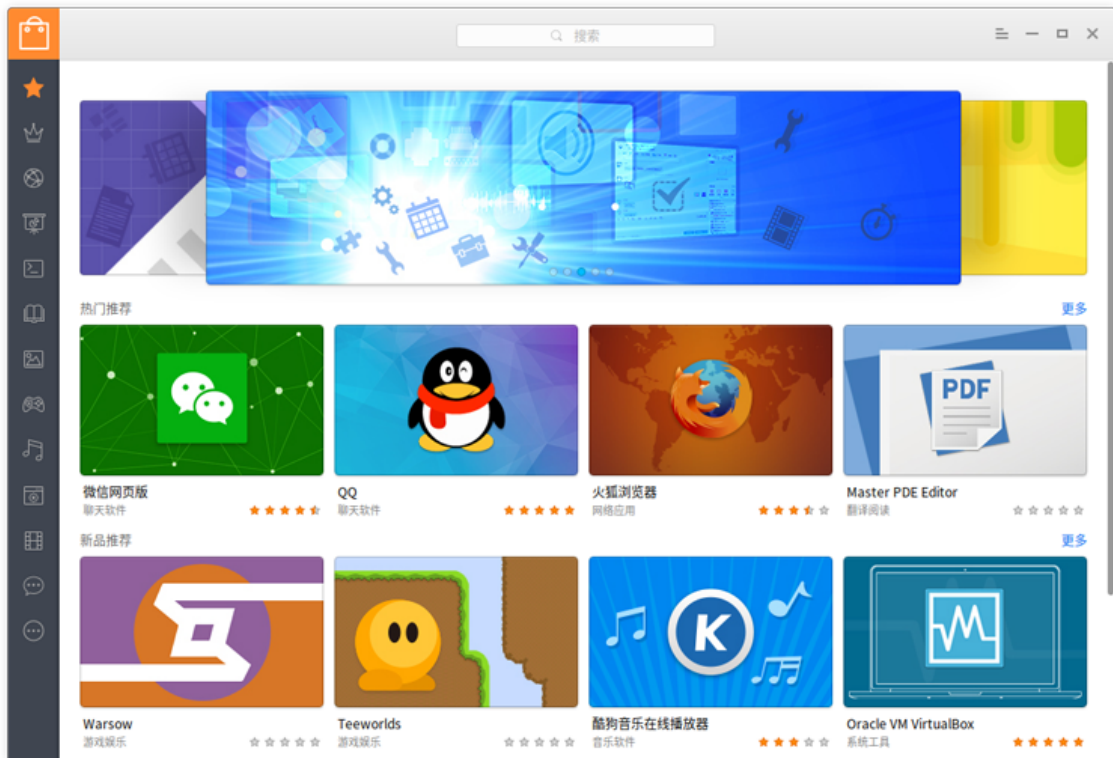 搜索
热门推荐
更多
PDF
微信网页版
聊天软件
QQ
聊天软件
火狐浏览器
网络应用
Master PDE Editor
翻译阅读
新品推荐
更多
K
Warsow
游戏娱乐
Teeworlds
游戏娱乐
酷狗音乐在线播放器
音乐软件
Oracle VM VirtualBox
系统工具